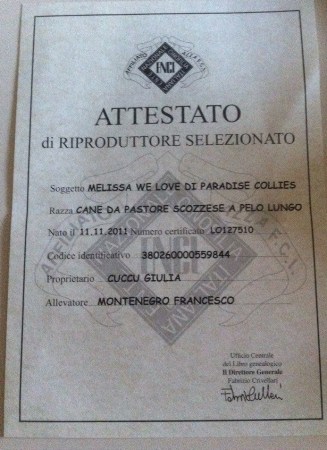 AFFILIATO ALLA F.C.I.
ENCI
ATTESTATO
di RIPRODUTTORE SELEZIONATO
Soggetto MELISSA WE LOVE DI PARADISE COLLIES
Razza CANE DA PASTORE SCOZZESE A PELO LUNGO
Nato il 11.11.2011 Numero certificato LO127510
Codice identificativo 380260000559844
Proprietario CUCCU GIULIA
Allevatore MONTENEGRO FRANCESCO
Ufficio Centrale
del Libro genealogico
Il Direttore Generale
Fabrizio Crivellari